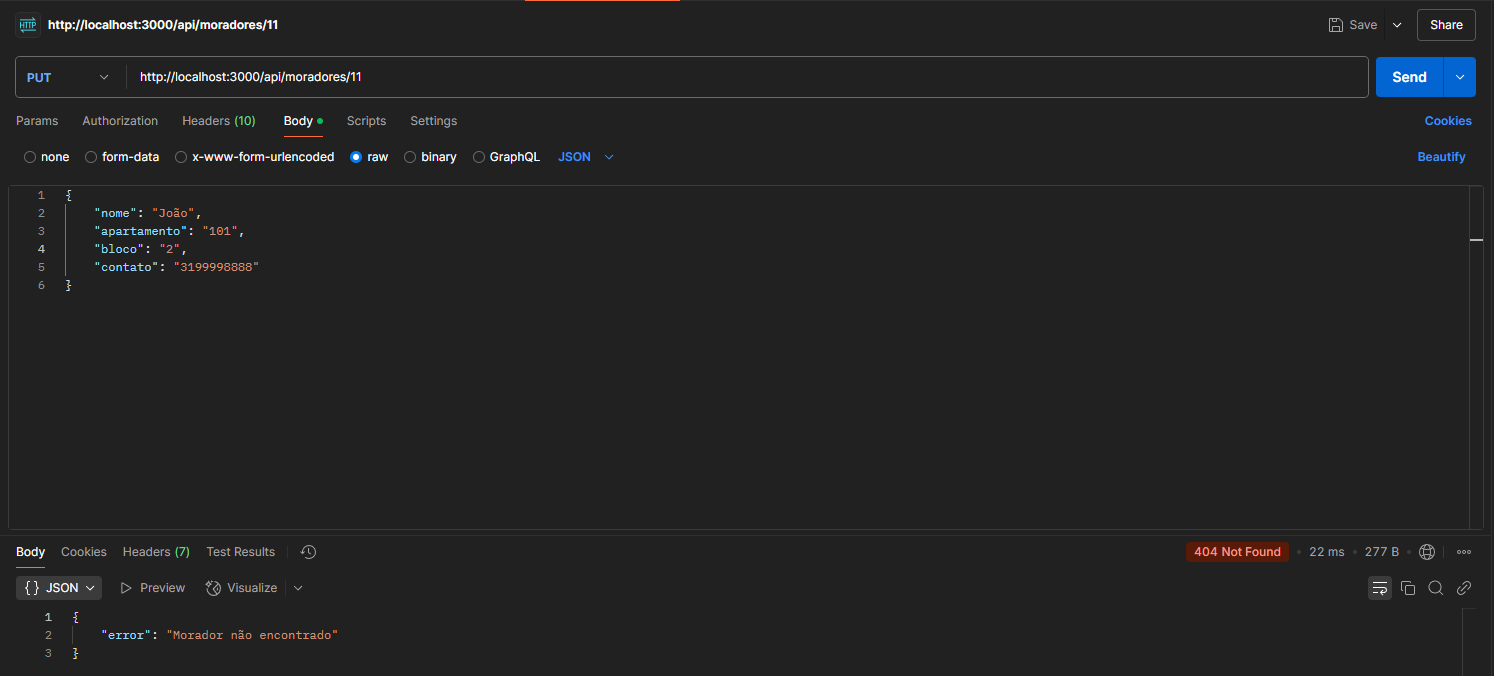 HTTP http://localhost:3000/api/moradores/11 Save Share
PUT http://localhost:3000/api/moradores/11 Send
Params Authorization Headers (10) Body Scripts Settings Cookies
none form-data x-www-form-urlencoded raw binary GraphQL JSON Beautify
1 {
2 "nome": "João",
3 "apartamento": "101",
4 "bloco": "2",
5 "contato": "3199998888"
6 }
Body Cookies Headers (7) Test Results 404 Not Found • 22 ms • 277 B •
{} JSON Preview Visualize
1 {
2 "error": "Morador não encontrado"
3 }